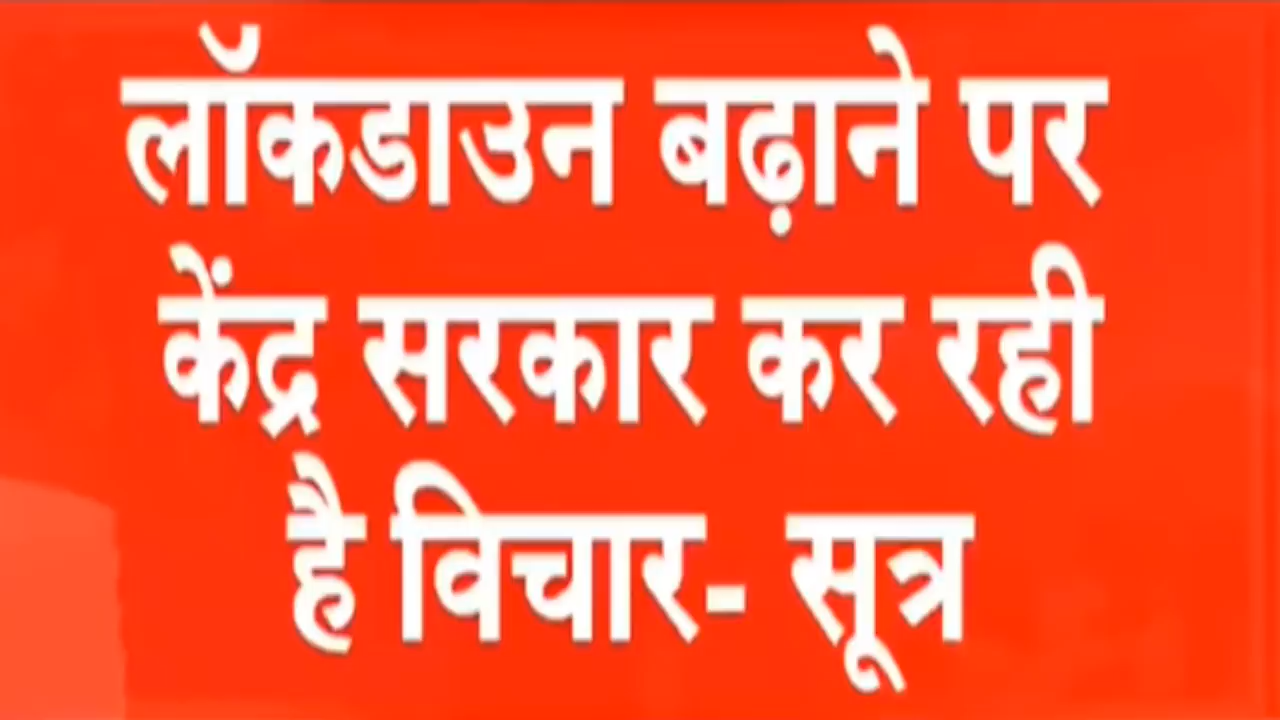 लॉकडाउन बढ़ाने पर
केंद्र सरकार कर रही
है विचार- सूत्र